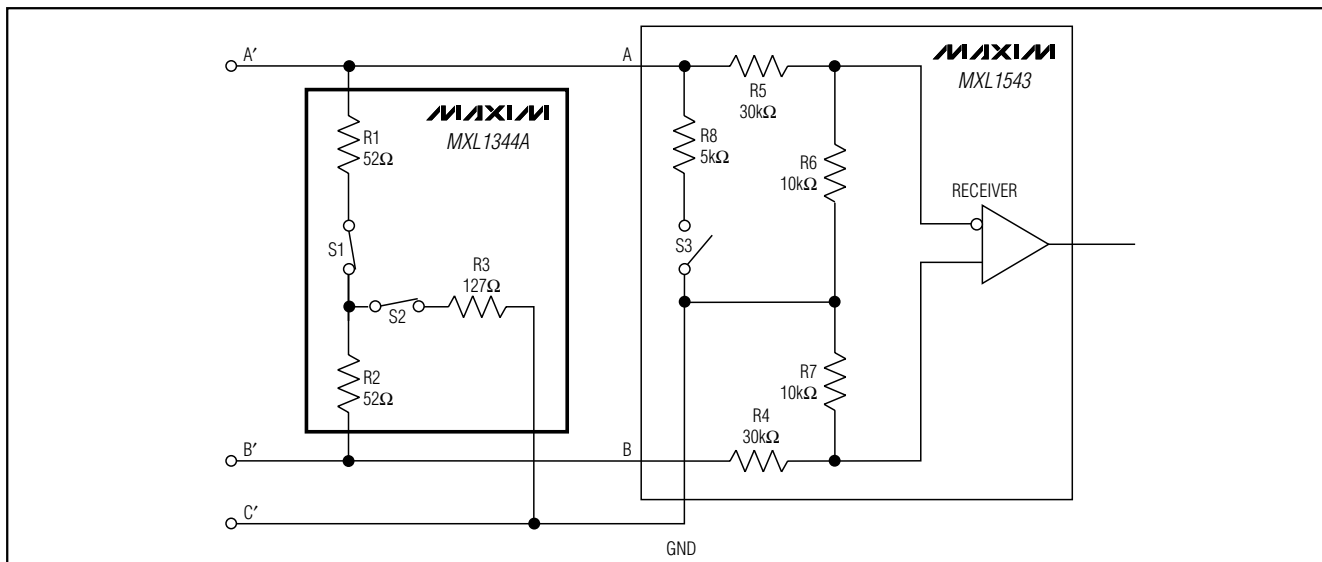 A′
A
MAXIM
MXL1543
R5
30kΩ
MAXIM
MXL1344A
R1
52Ω
R8
5kΩ
R6
10kΩ
RECEIVER
S1
S3
R3
127Ω
S2
R2
52Ω
R7
10kΩ
R4
30kΩ
B′
B
C′
GND